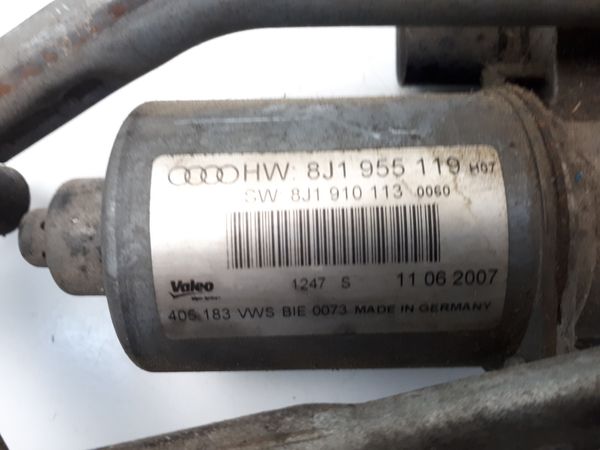 HW: 8J1 955 119 H07
SW 8J1 910 113 0060
Valeo 1247 S 11 06 2007
405 183 VWS BIE 0073 MADE IN GERMANY